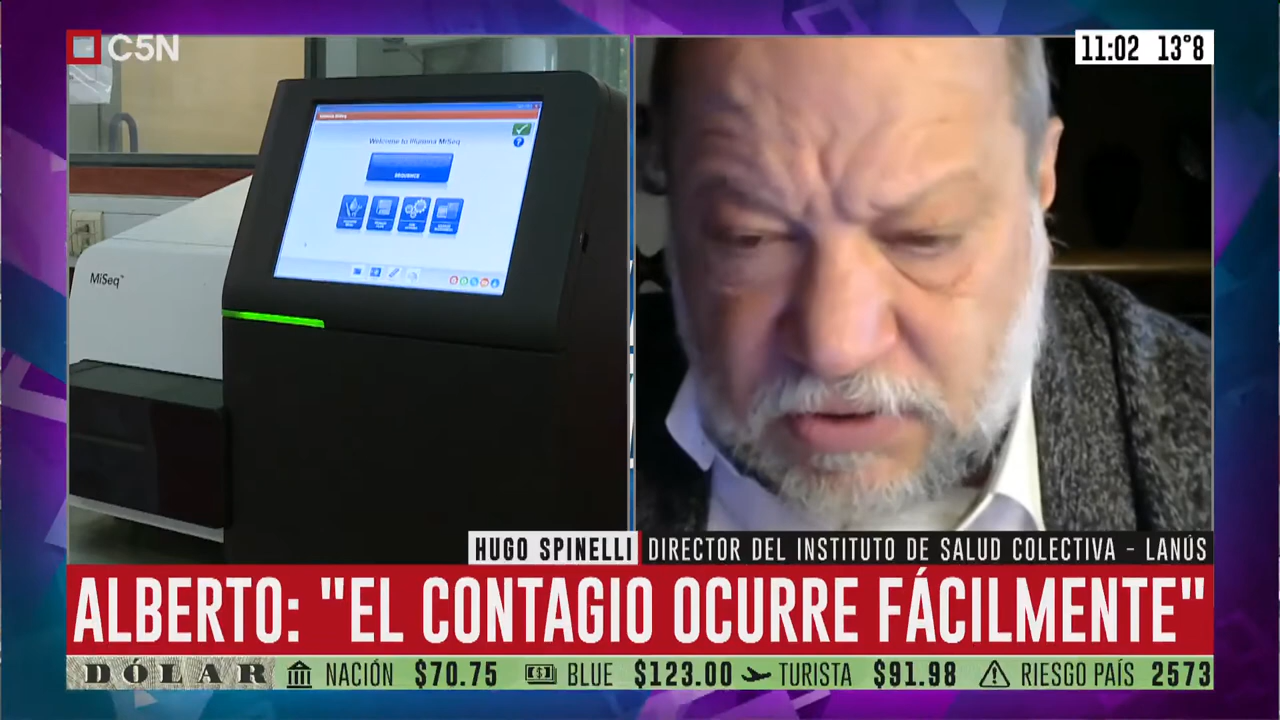 C5N
11:02 13°8
Welcome to Illumina MiSeq
SEQUENCE
MiSeq™
HUGO SPINELLI DIRECTOR DEL INSTITUTO DE SALUD COLECTIVA - LANÚS
ALBERTO: "EL CONTAGIO OCURRE FÁCILMENTE"
DÓLAR NACIÓN $70.75 BLUE $123.00 TURISTA $91.98 RIESGO PAÍS 2573